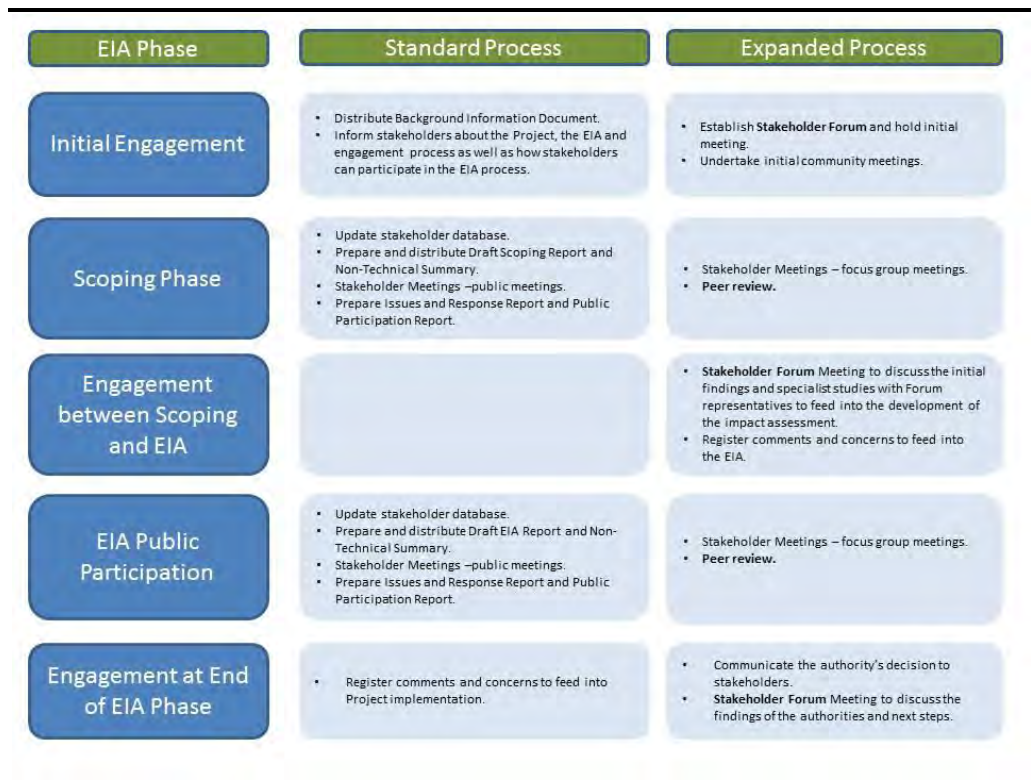 EIA Phase
Standard Process
Expanded Process
Initial Engagement
• Distribute Background Information Document.
• Inform stakeholders about the Project, the EIA and
engagement process as well as how stakeholders
can participate in the EIA process.
• Establish Stakeholder Forum and hold initial
meeting.
• Undertake initial community meetings.
Scoping Phase
• Update stakeholder database.
• Prepare and distribute Draft Scoping Report and
Non-Technical Summary.
• Stakeholder Meetings –public meetings.
• Prepare Issues and Response Report and Public
Participation Report.
• Stakeholder Meetings – focus group meetings.
• Peer review.
Engagement
between Scoping
and EIA
• Stakeholder Forum Meeting to discuss the initial
findings and specialist studies with Forum
representatives to feed into the development of
the impact assessment.
• Register comments and concerns to feed into
the EIA.
EIA Public
Participation
• Update stakeholder database.
• Prepare and distribute Draft EIA Report and Non-
Technical Summary.
• Stakeholder Meetings –public meetings.
• Prepare Issues and Response Report and Public
Participation Report.
• Stakeholder Meetings – focus group meetings.
• Peer review.
Engagement at End
of EIA Phase
• Register comments and concerns to feed into
Project implementation.
• Communicate the authority's decision to
stakeholders.
• Stakeholder Forum Meeting to discuss the
findings of the authorities and next steps.